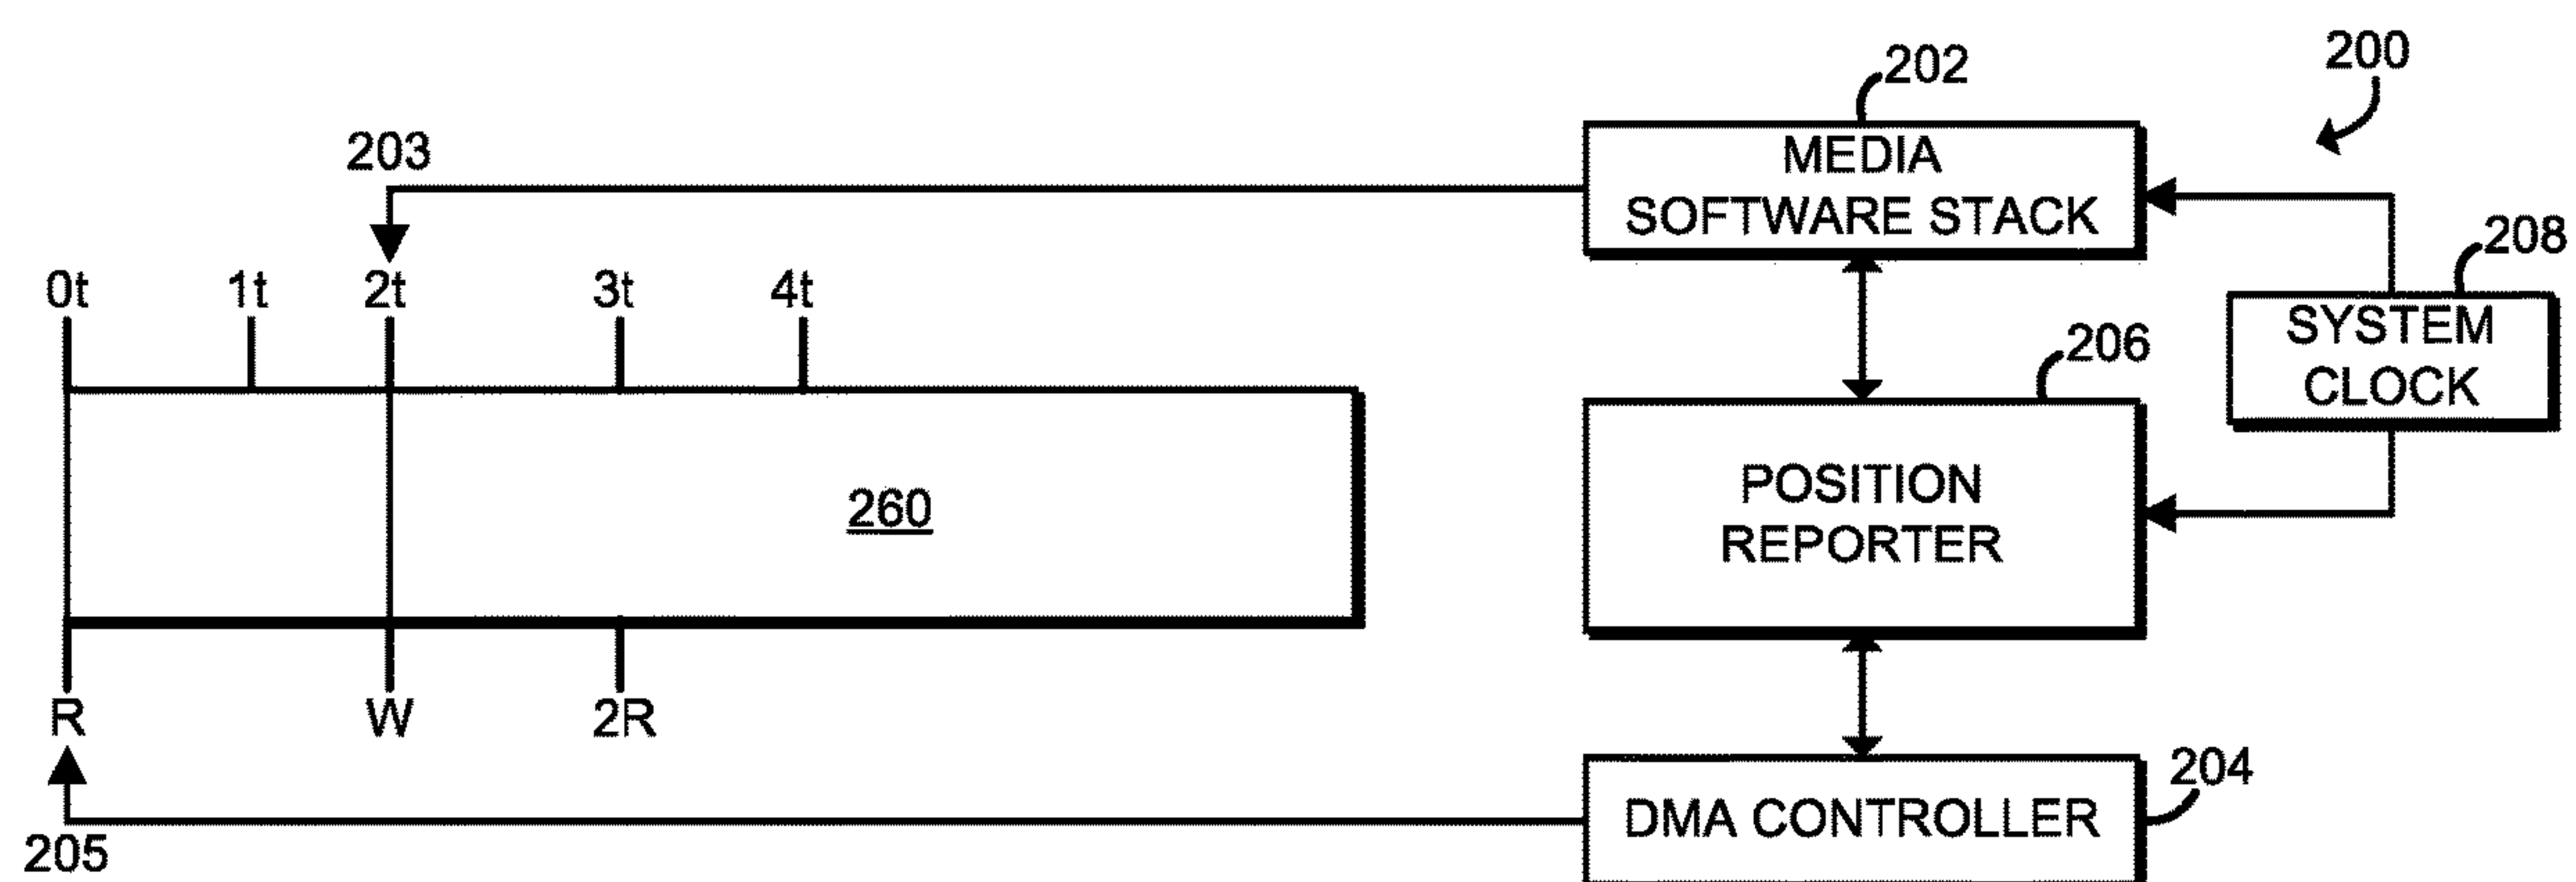 200
202
203
MEDIA
SOFTWARE STACK
208
0t 1t 2t 3t 4t
SYSTEM
CLOCK
206
260
POSITION
REPORTER
R W 2R
204
DMA CONTROLLER
205